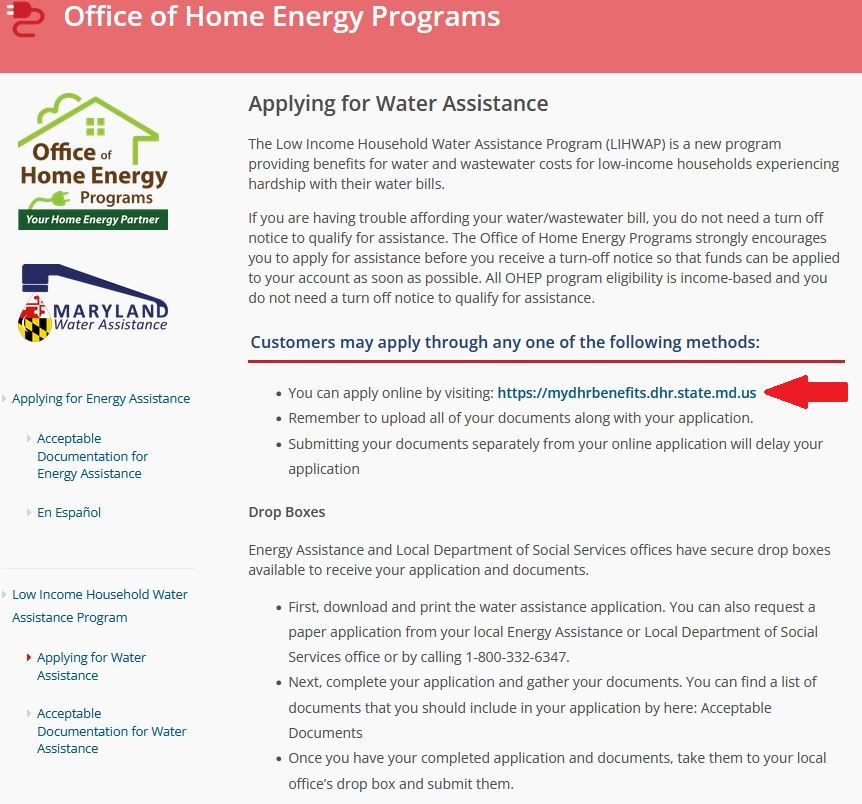 Office of Home Energy Programs
Office of
Home Energy
Programs
Your Home Energy Partner
MARYLAND
Water Assistance
Applying for Energy Assistance
Acceptable
Documentation for
Energy Assistance
En Español
Low Income Household Water
Assistance Program
Applying for Water
Assistance
Acceptable
Documentation for Water
Assistance
Applying for Water Assistance
The Low Income Household Water Assistance Program (LIHWAP) is a new program
providing benefits for water and wastewater costs for low-income households experiencing
hardship with their water bills.
If you are having trouble affording your water/wastewater bill, you do not need a turn off
notice to qualify for assistance. The Office of Home Energy Programs strongly encourages
you to apply for assistance before you receive a turn-off notice so that funds can be applied
to your account as soon as possible. All OHEP program eligibility is income-based and you
do not need a turn off notice to qualify for assistance.
Customers may apply through any one of the following methods:
• You can apply online by visiting: https://mydhrbenefits.dhr.state.md.us
• Remember to upload all of your documents along with your application.
• Submitting your documents separately from your online application will delay your
application
Drop Boxes
Energy Assistance and Local Department of Social Services offices have secure drop boxes
available to receive your application and documents.
• First, download and print the water assistance application. You can also request a
paper application from your local Energy Assistance or Local Department of Social
Services office or by calling 1-800-332-6347.
• Next, complete your application and gather your documents. You can find a list of
documents that you should include in your application by here: Acceptable
Documents
• Once you have your completed application and documents, take them to your local
office's drop box and submit them.